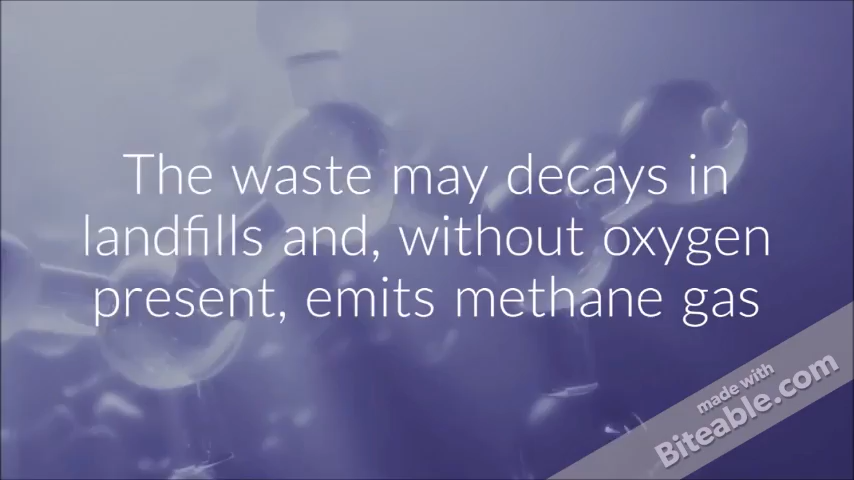 The waste may decays in
landfills and, without oxygen
present, emits methane gas
made with
Biteable.com